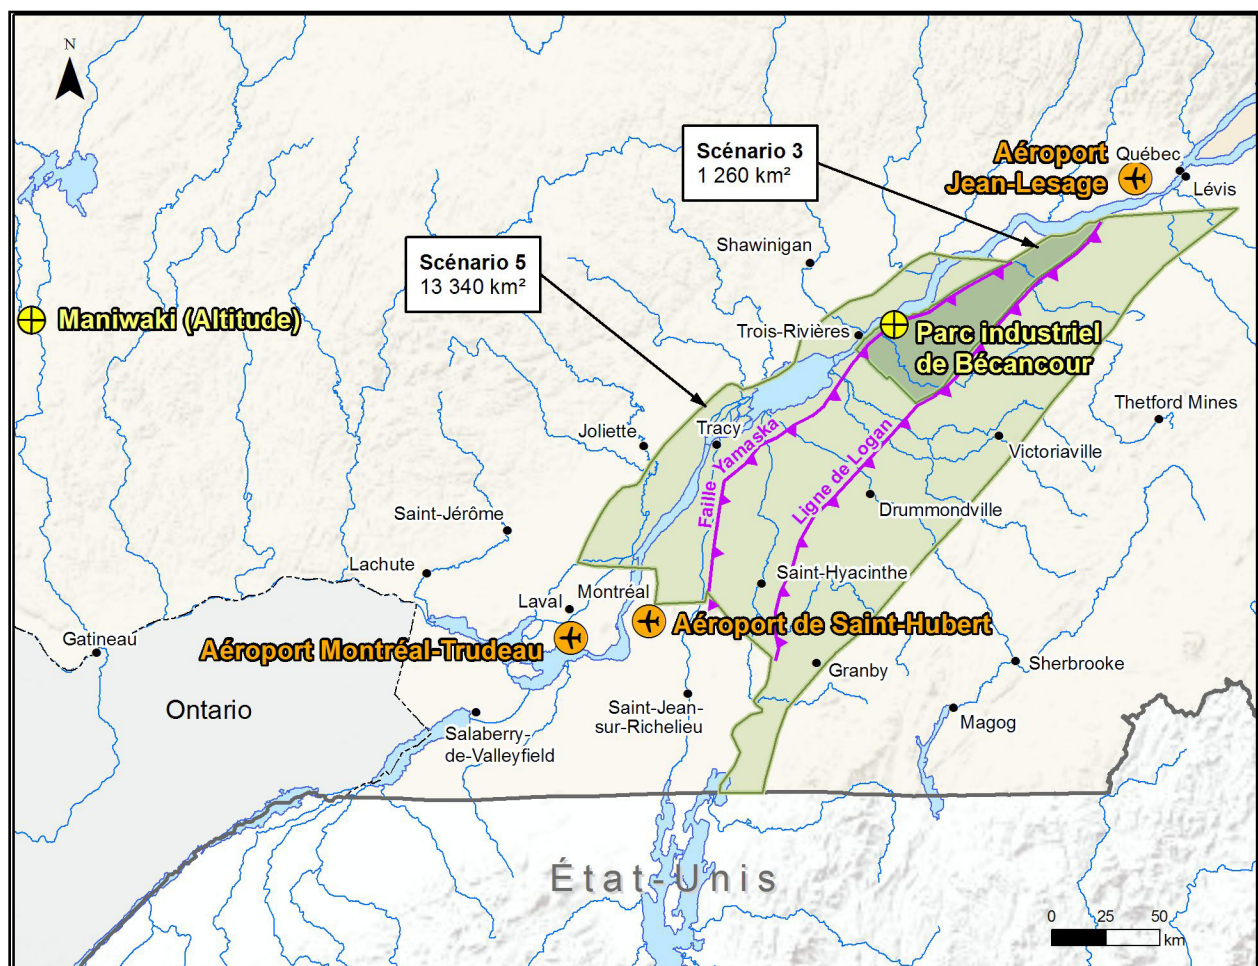 N
Scénario 3
1 260 km²
Aéroport
Jean-Lesage
Québec
Lévis
Shawinigan
Scénario 5
13 340 km²
Maniwaki (Altitude)
Trois-Rivières
Parc industriel
de Bécancour
Thetford Mines
Joliette
Tracy
Faille Yamaska
Ligne de Logan
Victoriaville
Drummondville
Saint-Jérôme
Lachute
Saint-Hyacinthe
Laval
Montréal
Aéroport de Saint-Hubert
Gatineau
Aéroport Montréal-Trudeau
Granby
Sherbrooke
Ontario
Saint-Jean-
sur-Richelieu
Magog
Salaberry-
de-Valleyfield
État-Unis
0 25 50
km